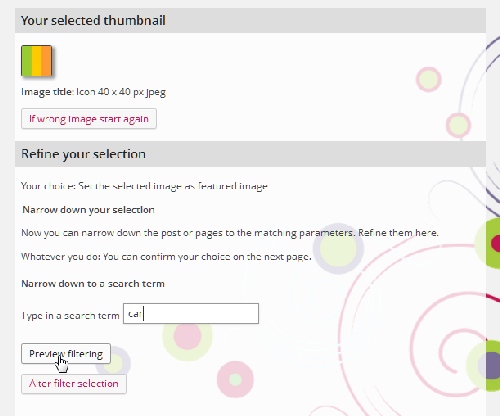 Your selected thumbnail
Image title: Icon 40 x 40 px.jpeg
If wrong image start again
Refine your selection
Your choice: Set the selected image as featured image
Narrow down your selection
Now you can narrow down the post or pages to the matching parameters. Refine them here.
Whatever you do: You can confirm your choice on the next page.
Narrow down to a search term
Type in a search term car
Preview filtering
Alter filter selection